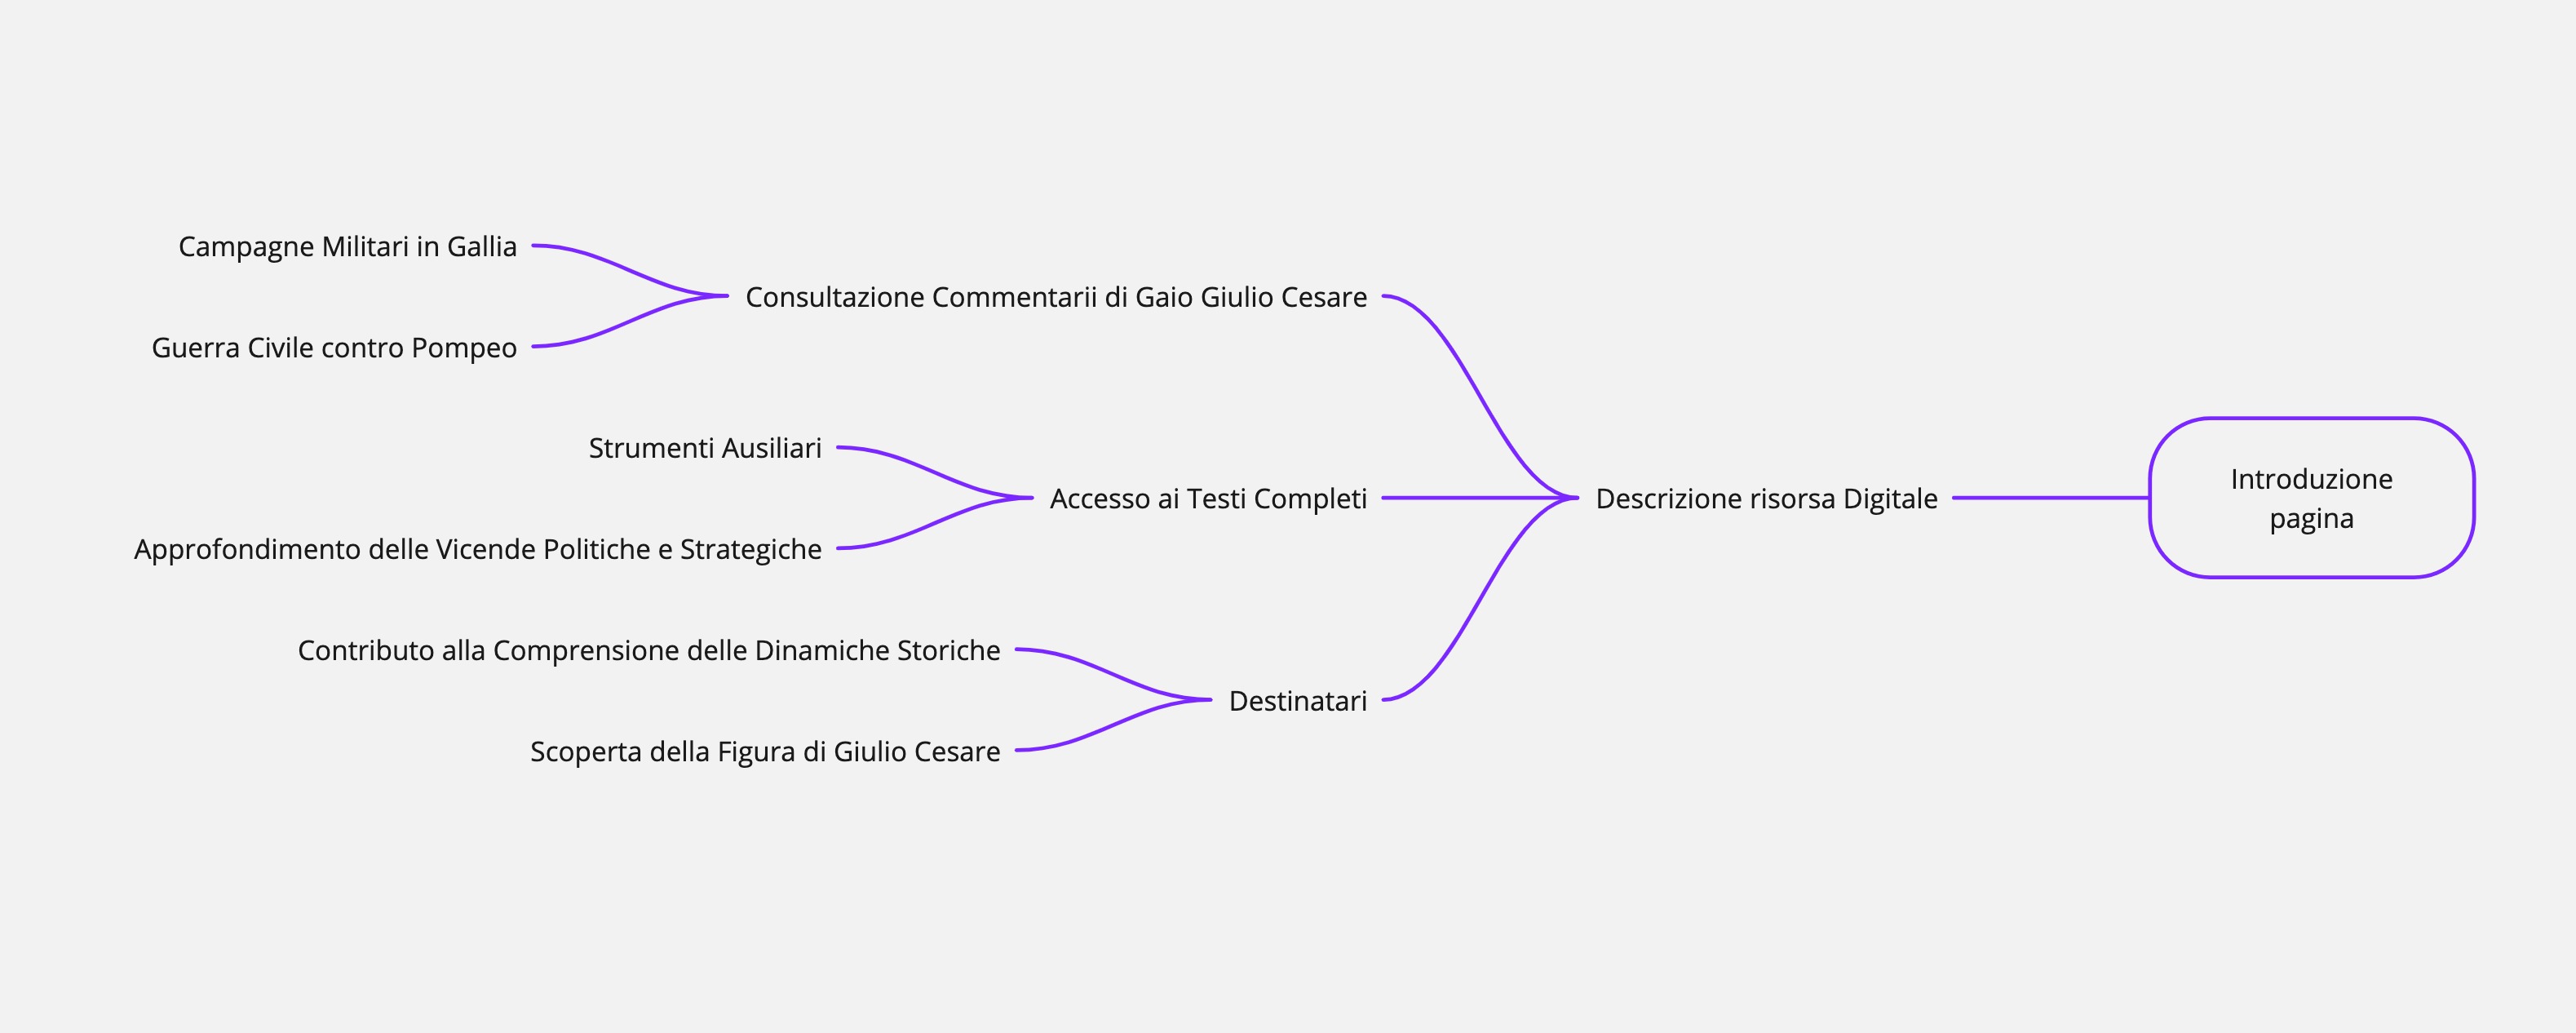 Campagne Militari in Gallia
Consultazione Commentarii di Gaio Giulio Cesare
Guerra Civile contro Pompeo
Strumenti Ausiliari
Accesso ai Testi Completi
Descrizione risorsa Digitale
Introduzione
pagina
Approfondimento delle Vicende Politiche e Strategiche
Contributo alla Comprensione delle Dinamiche Storiche
Destinatari
Scoperta della Figura di Giulio Cesare